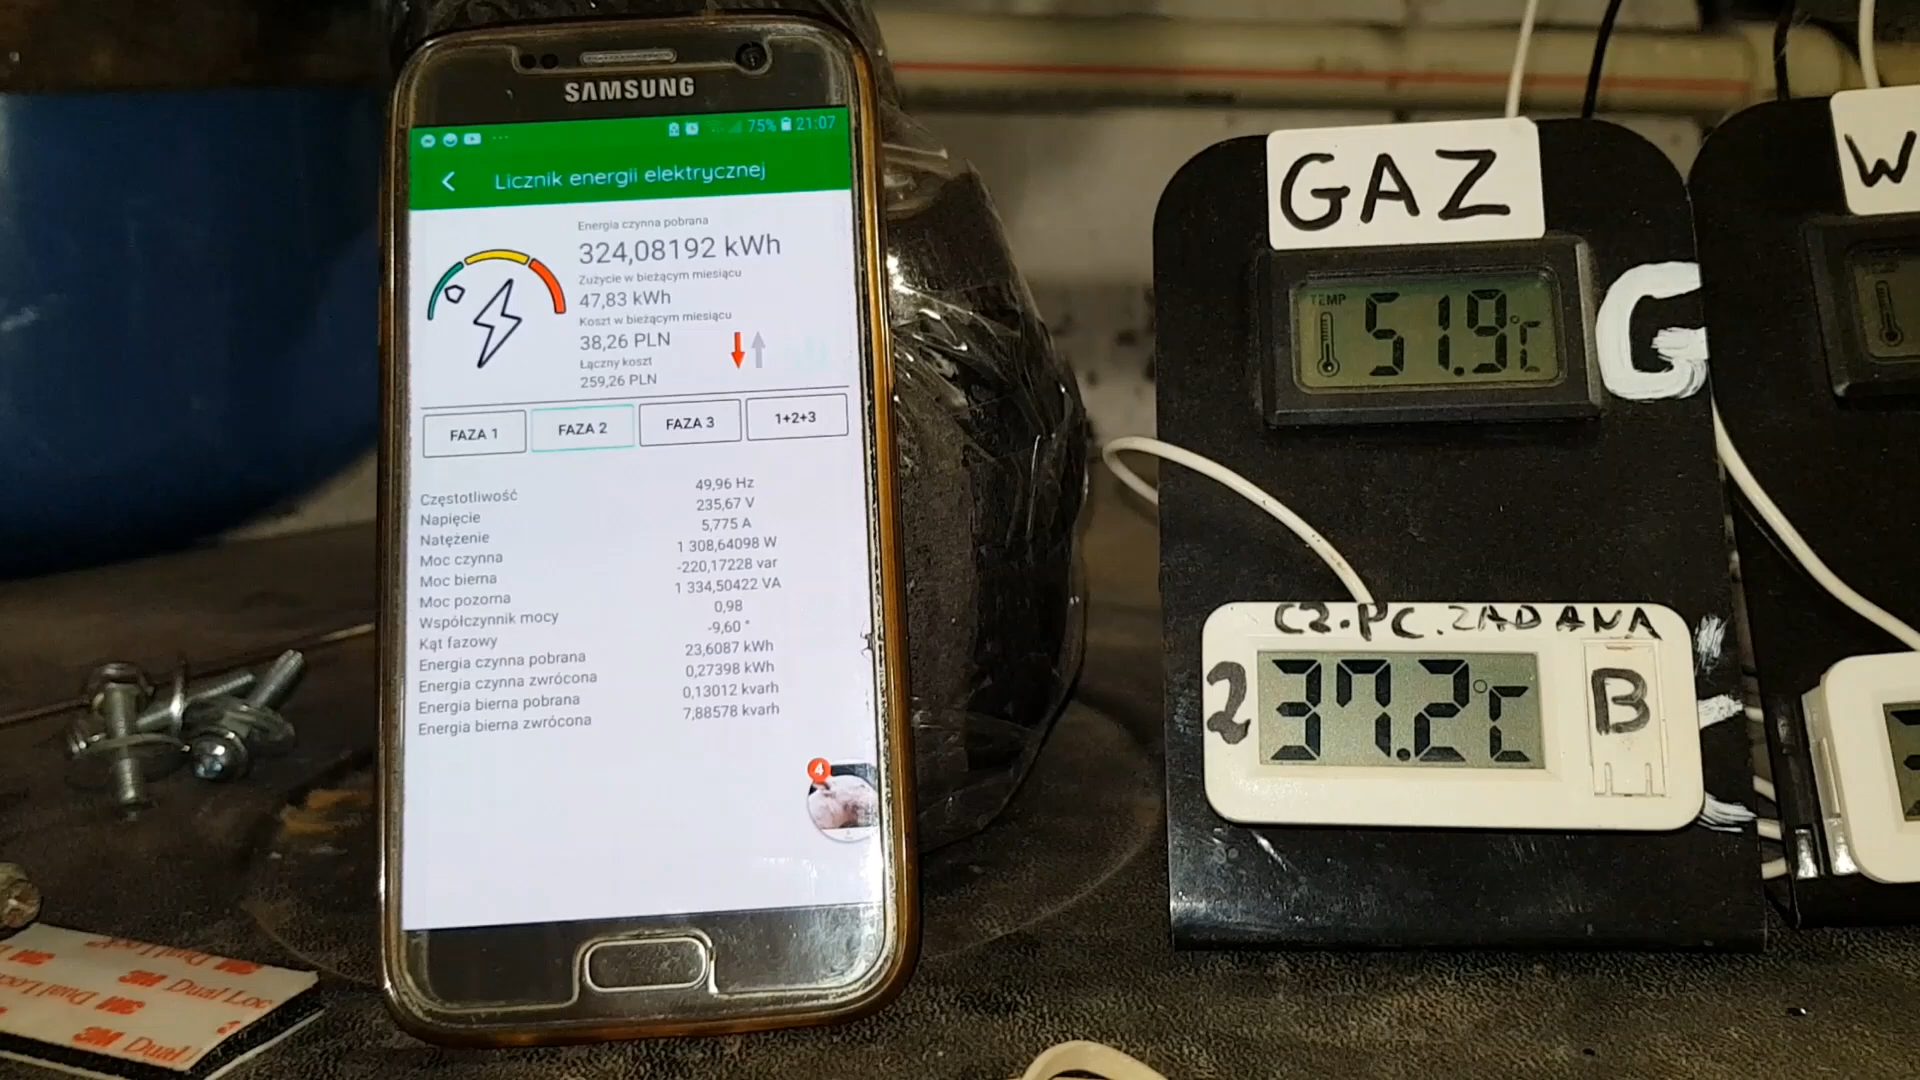 SAMSUNG
75% 21:07
Licznik energii elektrycznej
Energia czynna pobrana
324,08192 kWh
Zużycie w bieżącym miesiącu
47,83 kWh
Koszt w bieżącym miesiącu
38,26 PLN
Łączny koszt
259,26 PLN
FAZA 1 FAZA 2 FAZA 3 1+2+3
Częstotliwość 49,96 Hz
Napięcie 235,67 V
Natężenie 5,775 A
Moc czynna 1 308,64098 W
Moc bierna -220,17228 var
Moc pozorna 1 334,50422 VA
Współczynnik mocy 0,98
Kąt fazowy -9,60 °
Energia czynna pobrana 23,6087 kWh
Energia czynna zwrócona 0,27398 kWh
Energia bierna pobrana 0,13012 kvarh
Energia bierna zwrócona 7,88578 kvarh
4
GAZ
TEMP
51.9°C
G
CZ.PC.ZADANA
2 37.2°C B
W
3M Dual Loc
3M
3M Dual